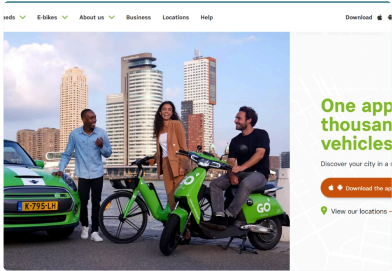 E-bikes
About us
Business
Locations
Help
Download
One app
thousan
vehicles
Discover your city in a
Download the app
View our locations –
K-795-LH
GO
GO